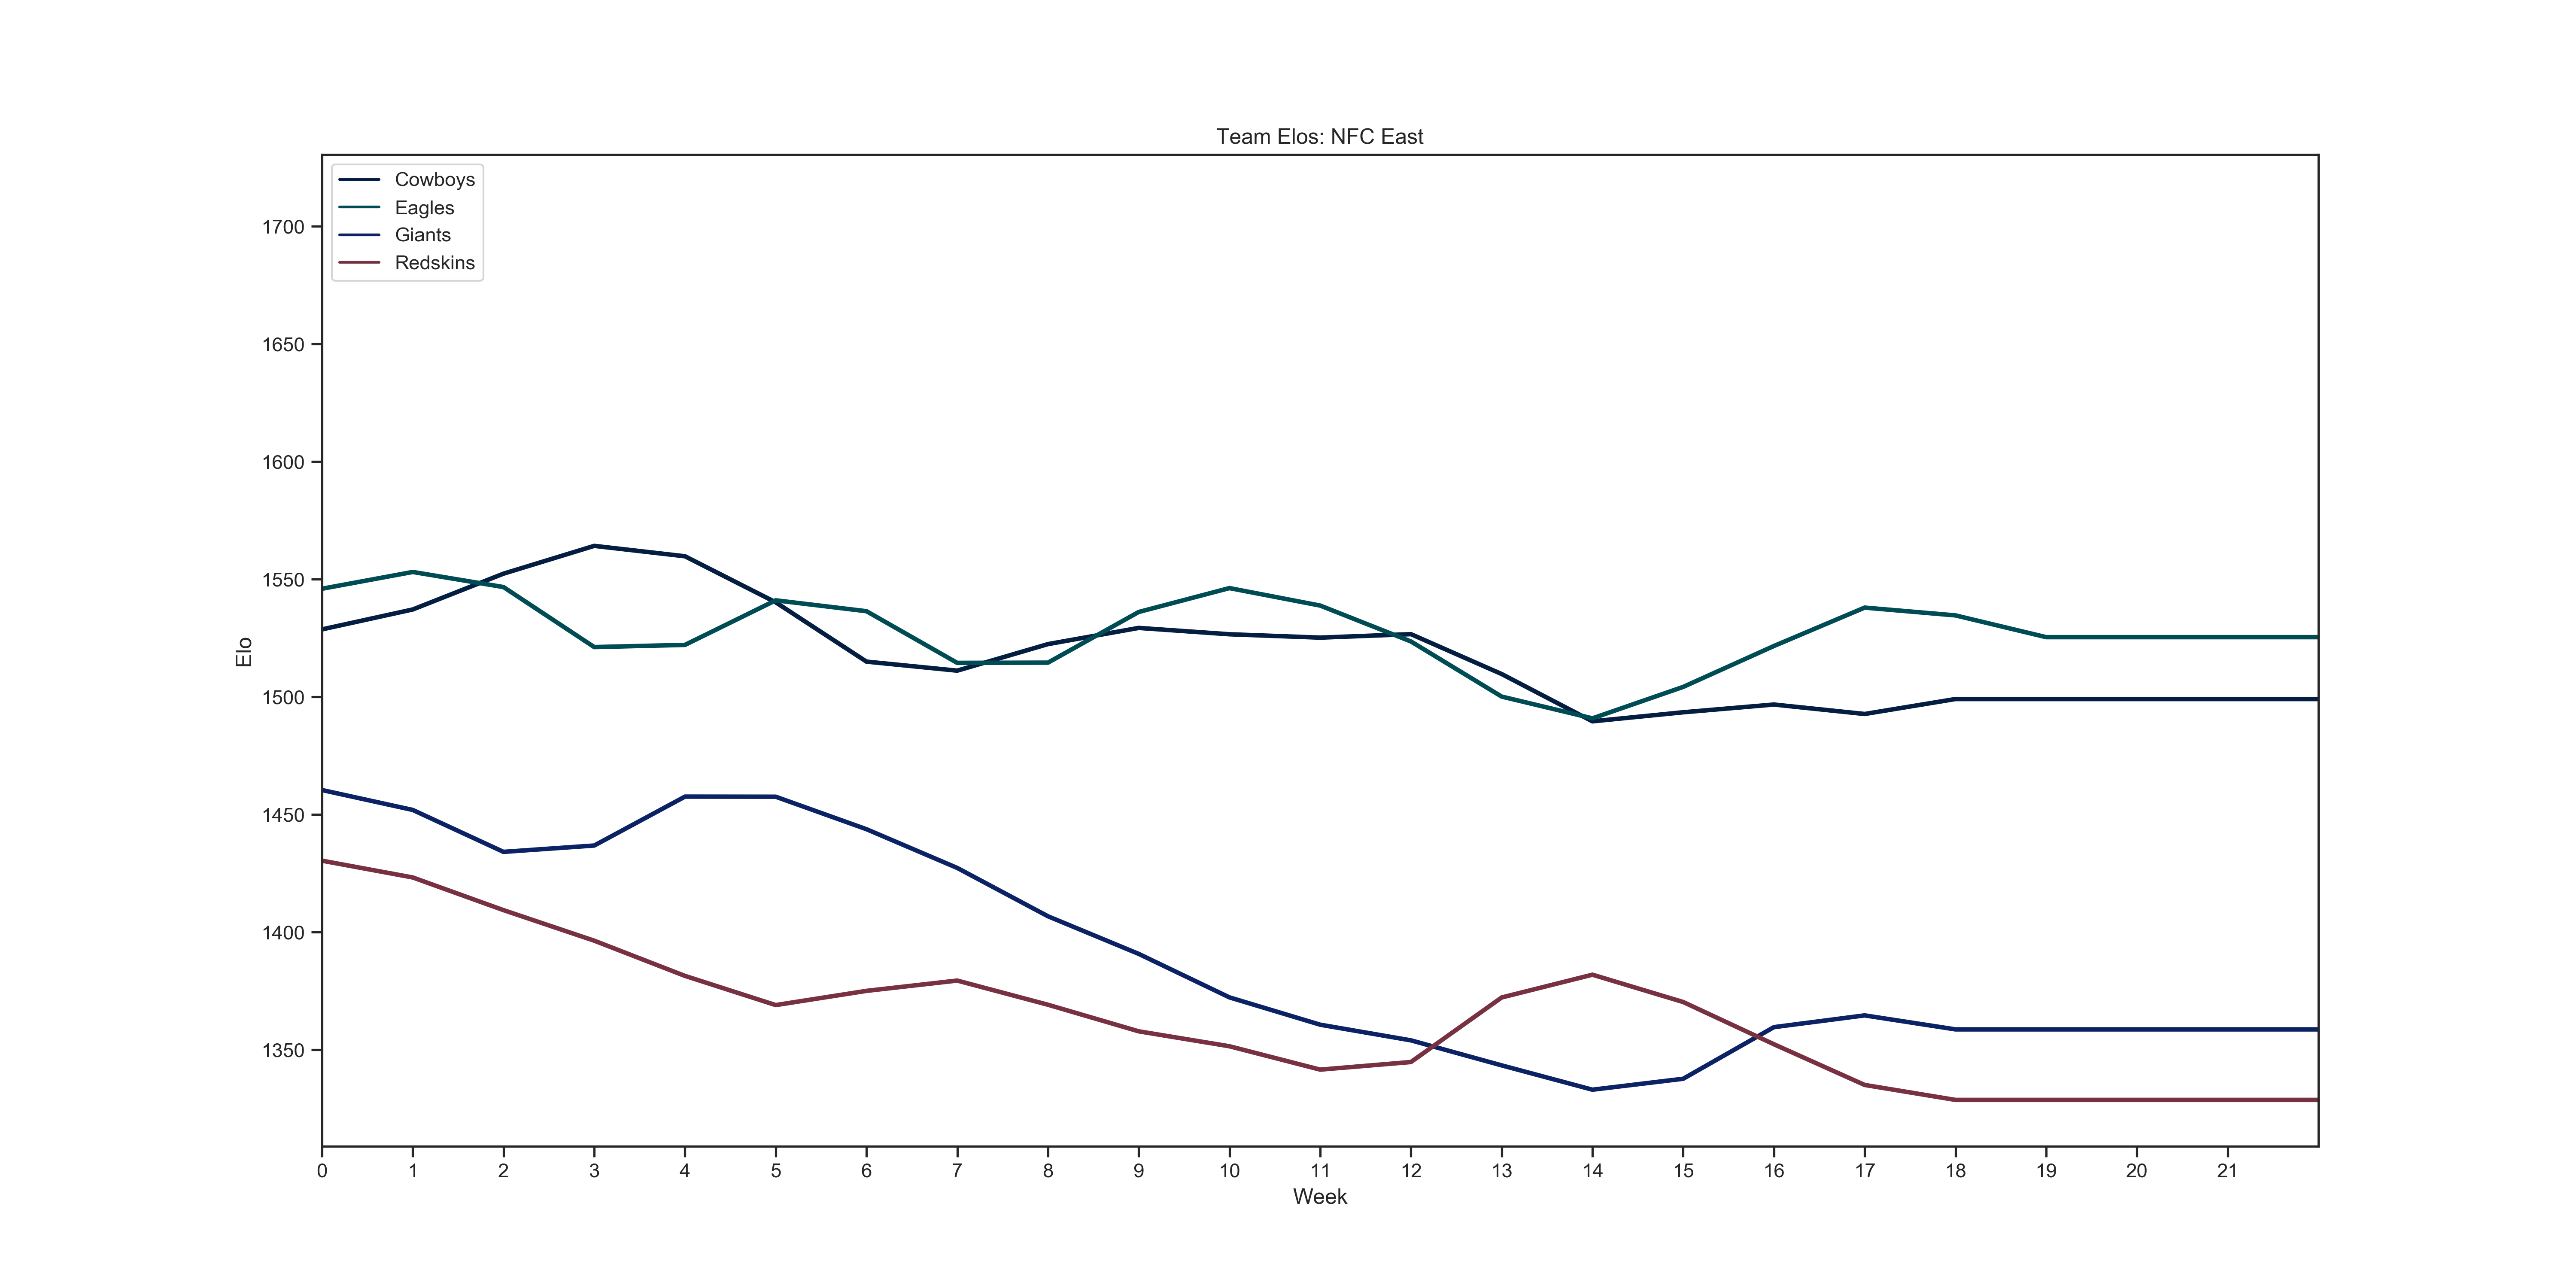 Team Elos: NFC East
Cowboys
Eagles
Giants
Redskins
1700
1650
1600
1550
1500
1450
1400
1350
Elo
0 1 2 3 4 5 6 7 8 9 10 11 12 13 14 15 16 17 18 19 20 21
Week